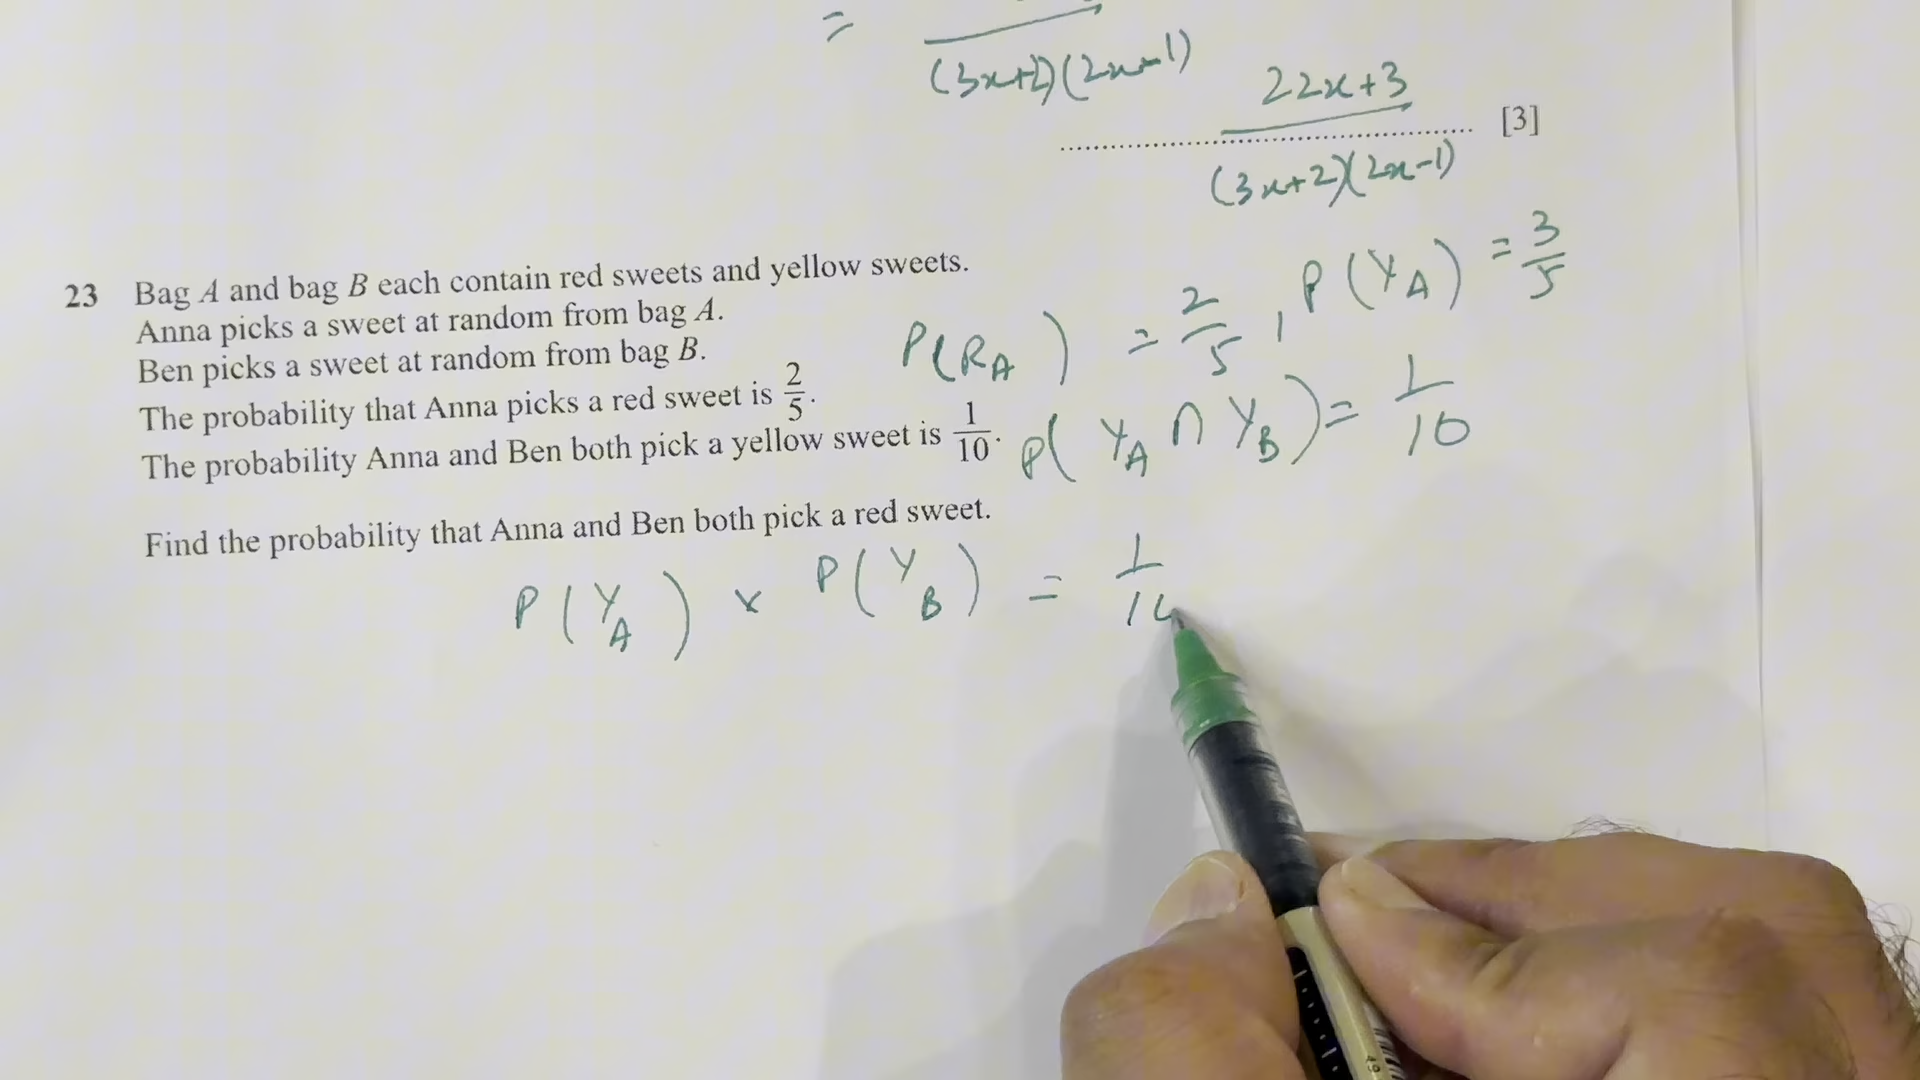 =
(3x+2)(2x-1)
22x+3
[3]
(3x+2)(2x-1)
23 Bag A and bag B each contain red sweets and yellow sweets.
Anna picks a sweet at random from bag A.
Ben picks a sweet at random from bag B.
The probability that Anna picks a red sweet is 2/5.
P(R_A) = 2/5, P(Y_A) = 3/5
The probability Anna and Ben both pick a yellow sweet is 1/10.
P(Y_A ∩ Y_B) = 1/10
Find the probability that Anna and Ben both pick a red sweet.
P(Y_A) × P(Y_B) = 1/10
49